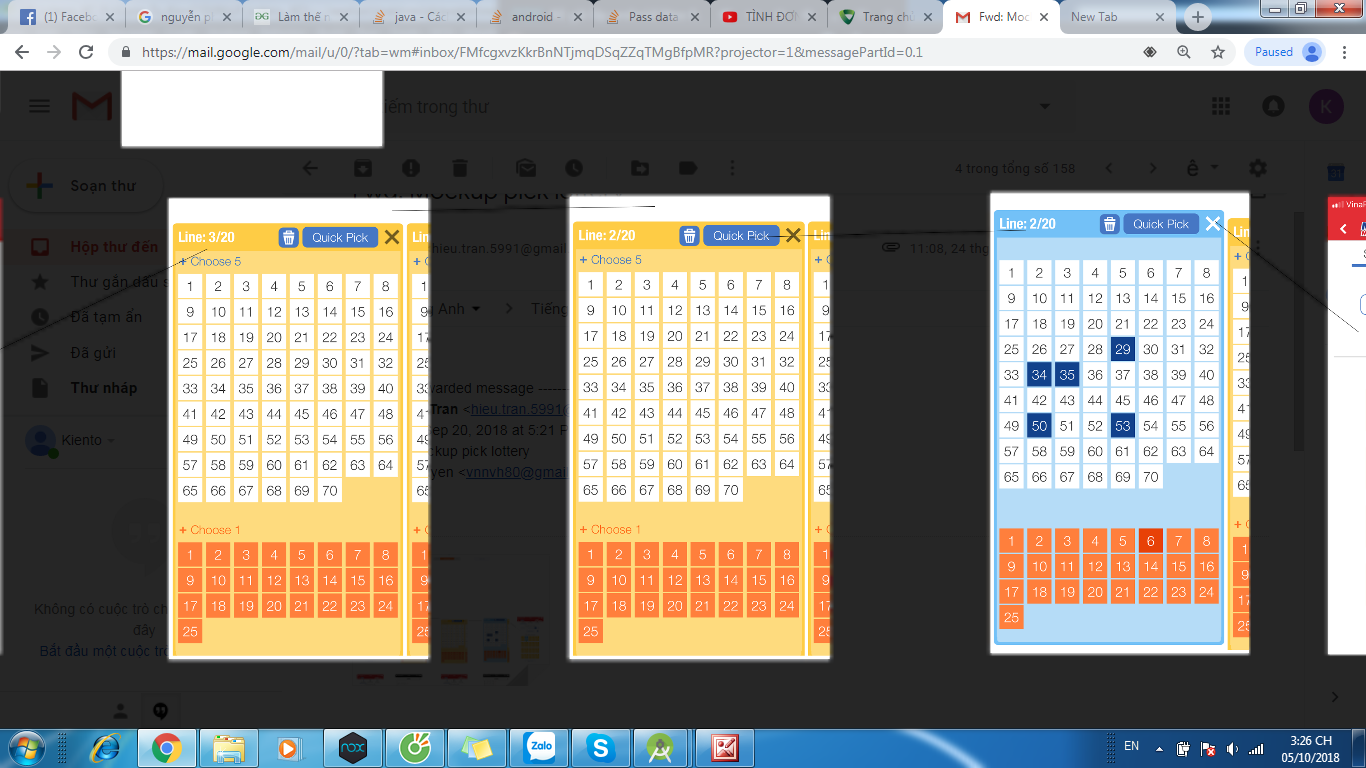 (1) Facebo
nguyễn p
Làm thế n
java - Các
android -
Pass data
TÌNH ĐƠN
Trang chủ
Fwd: Moc
New Tab
https://mail.google.com/mail/u/0/?tab=wm#inbox/FMfcgxvzKkrBnNTjmqDSqZZqTMgBfpMR?projector=1&messagePartId=0.1
Paused
iếm trong thư
K
Soạn thư
4 trong tổng số 158
Fwd: Mockup pick
Hộp thư đến
Thư gắn dấu s
Đã tạm ẩn
Đã gửi
Thư nháp
Kiento
hieu.tran.5991@gmail
11:08, 24 th
Anh
Tiếng
warded message --------
Tran <hieu.tran.5991@
ep 20, 2018 at 5:21 P
ckup pick lottery
yen <vnnvh80@gmail
Không có cuộc trò ch
đây
Bắt đầu một cuộc trò
Line: 3/20
Quick Pick
+ Choose 5
1 2 3 4 5 6 7 8
9 10 11 12 13 14 15 16
17 18 19 20 21 22 23 24
25 26 27 28 29 30 31 32
33 34 35 36 37 38 39 40
41 42 43 44 45 46 47 48
49 50 51 52 53 54 55 56
57 58 59 60 61 62 63 64
65 66 67 68 69 70
+ Choose 1
1 2 3 4 5 6 7 8
9 10 11 12 13 14 15 16
17 18 19 20 21 22 23 24
25
Line: 2/20
Quick Pick
+ Choose 5
1 2 3 4 5 6 7 8
9 10 11 12 13 14 15 16
17 18 19 20 21 22 23 24
25 26 27 28 29 30 31 32
33 34 35 36 37 38 39 40
41 42 43 44 45 46 47 48
49 50 51 52 53 54 55 56
57 58 59 60 61 62 63 64
65 66 67 68 69 70
+ Choose 1
1 2 3 4 5 6 7 8
9 10 11 12 13 14 15 16
17 18 19 20 21 22 23 24
25
Line: 2/20
Quick Pick
1 2 3 4 5 6 7 8
9 10 11 12 13 14 15 16
17 18 19 20 21 22 23 24
25 26 27 28 29 30 31 32
33 34 35 36 37 38 39 40
41 42 43 44 45 46 47 48
49 50 51 52 53 54 55 56
57 58 59 60 61 62 63 64
65 66 67 68 69 70
1 2 3 4 5 6 7 8
9 10 11 12 13 14 15 16
17 18 19 20 21 22 23 24
25
VinaP
EN
3:26 CH
05/10/2018